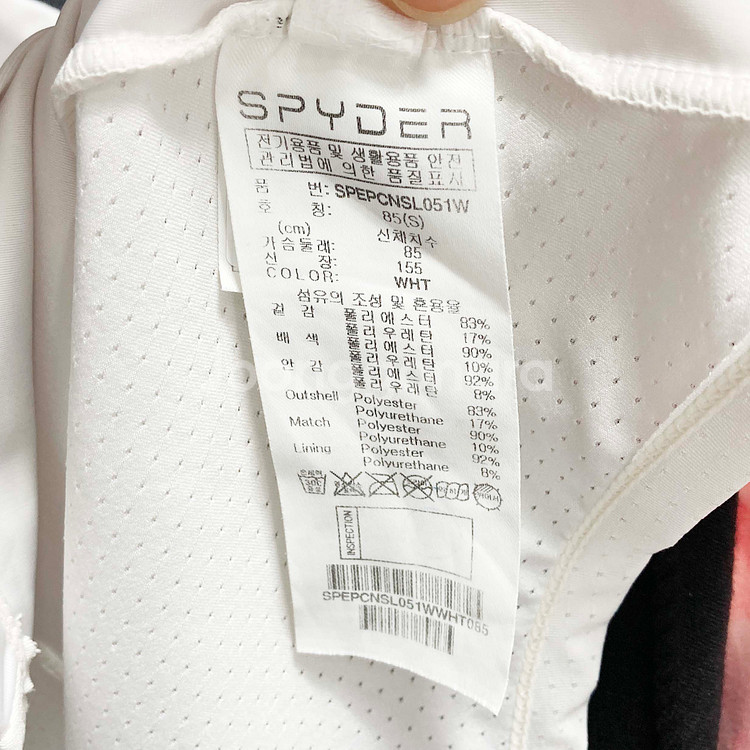 SPYDER
전기용품 및 생활용품 안전
관리법에 의한 품질표시
품 번: SPEPCNSL051W
호 칭: 85(S)
(cm) 신체치수
가슴둘레: 85
신 장: 155
COLOR: WHT
섬유의 조성 및 혼용율
겉 감 폴리에스터 83%
폴리우레탄 17%
배 색 폴리에스터 90%
폴리우레탄 10%
안 감 폴리에스터 92%
폴리우레탄 8%
Outshell Polyester 83%
Polyurethane 17%
Match Polyester 90%
Polyurethane 10%
Lining Polyester 92%
Polyurethane 8%
INSPECTION
SPEPCNSL051WWHT085